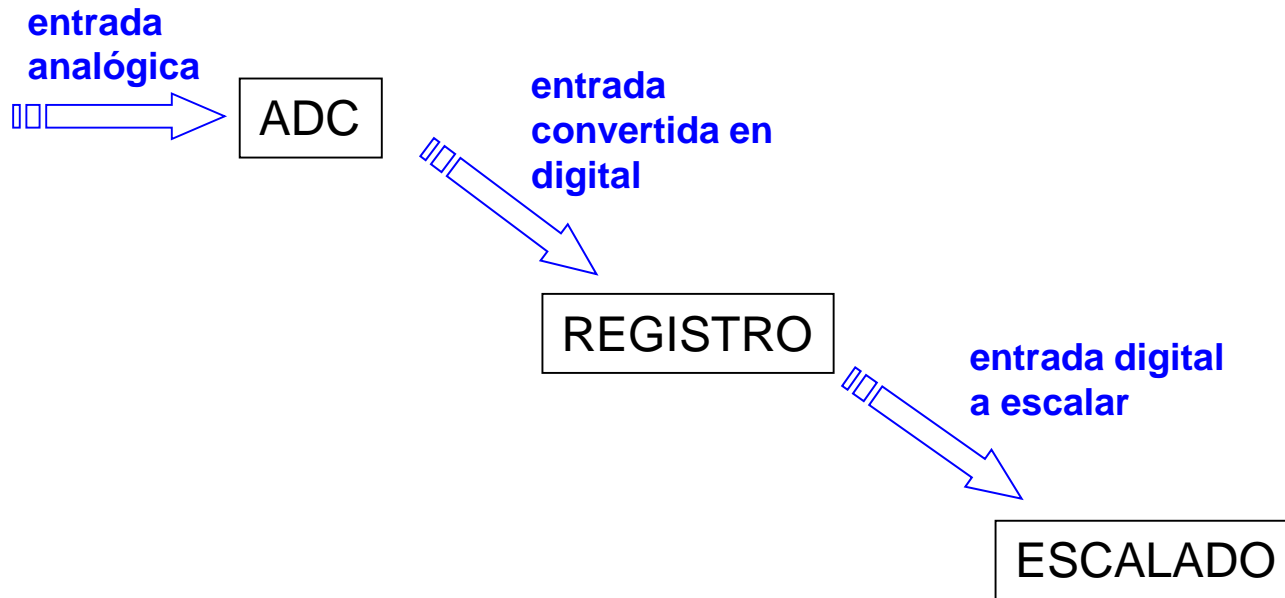 entrada
analógica
ADC
entrada
convertida en
digital
REGISTRO
entrada digital
a escalar
ESCALADO